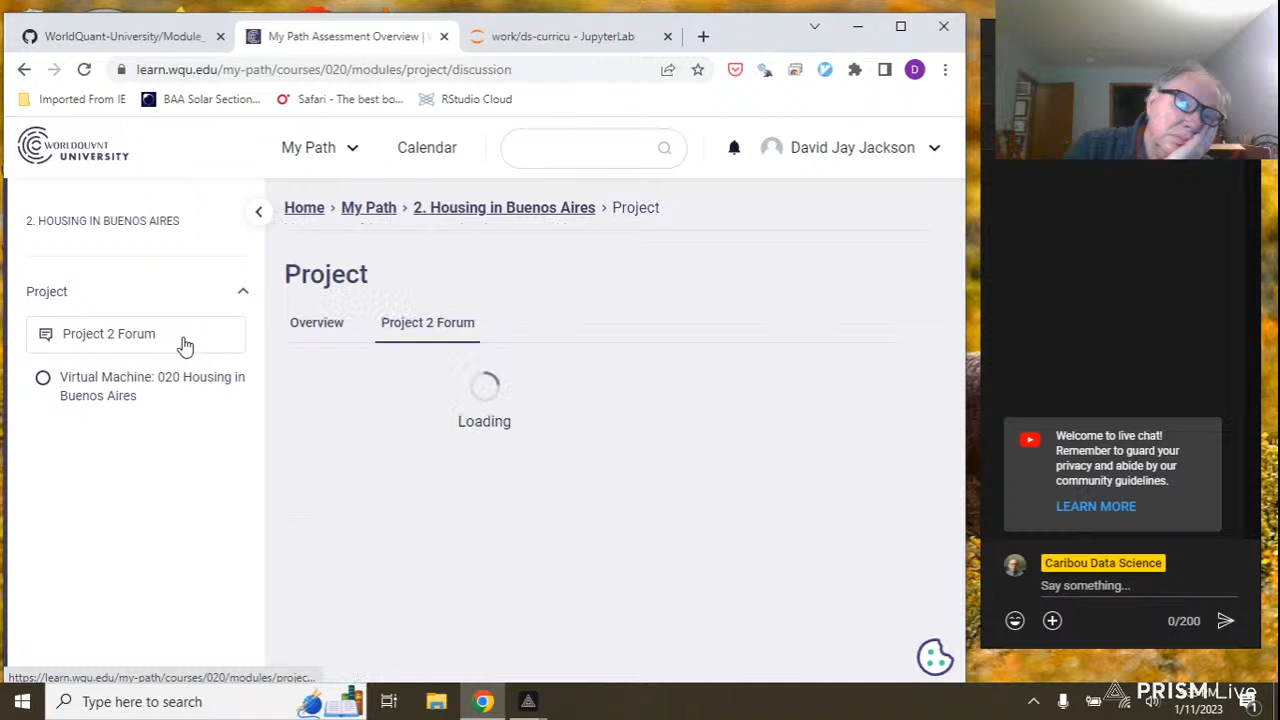 WorldQuant-University/Module_
My Path Assessment Overview |
work/ds-curricu - JupyterLab
learn.wqu.edu/my-path/courses/020/modules/project/discussion
D
Imported From IE
BAA Solar Section...
Safari - The best bo...
RStudio Cloud
WORLDQUANT
UNIVERSITY
My Path
Calendar
David Jay Jackson
2. HOUSING IN BUENOS AIRES
Home › My Path › 2. Housing in Buenos Aires › Project
Project
Project 2 Forum
Virtual Machine: 020 Housing in
Buenos Aires
Project
Overview
Project 2 Forum
Loading
https://learn.wqu.edu/my-path/courses/020/modules/projec...
Welcome to live chat!
Remember to guard your
privacy and abide by our
community guidelines.
LEARN MORE
Caribou Data Science
Say something...
0/200
Type here to search
PRISM Live
1/11/2023
1